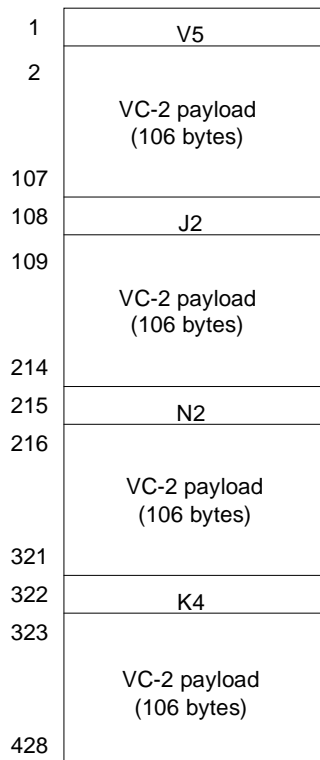 1
V5
2
VC-2 payload
(106 bytes)
107
108
J2
109
VC-2 payload
(106 bytes)
214
215
N2
216
VC-2 payload
(106 bytes)
321
322
K4
323
VC-2 payload
(106 bytes)
428